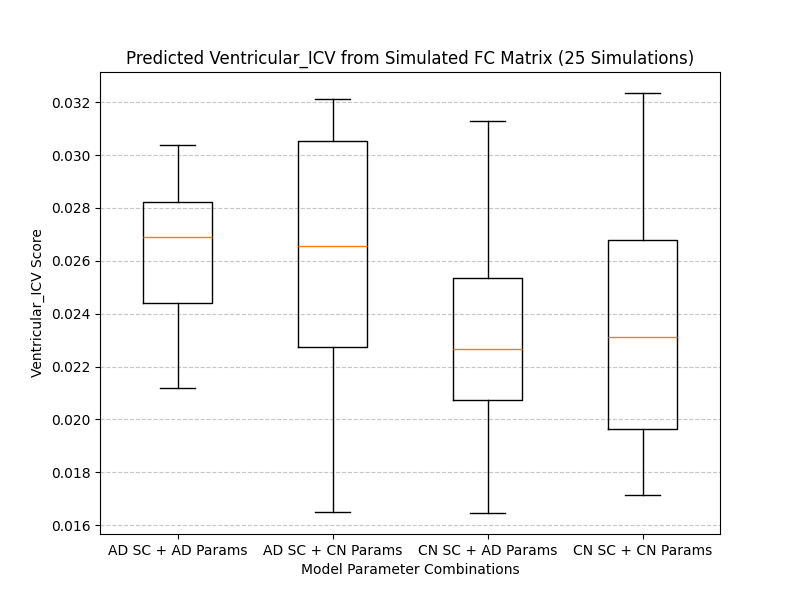 Predicted Ventricular_ICV from Simulated FC Matrix (25 Simulations)
Ventricular_ICV Score
0.032
0.030
0.028
0.026
0.024
0.022
0.020
0.018
0.016
AD SC + AD Params
AD SC + CN Params
CN SC + AD Params
CN SC + CN Params
Model Parameter Combinations